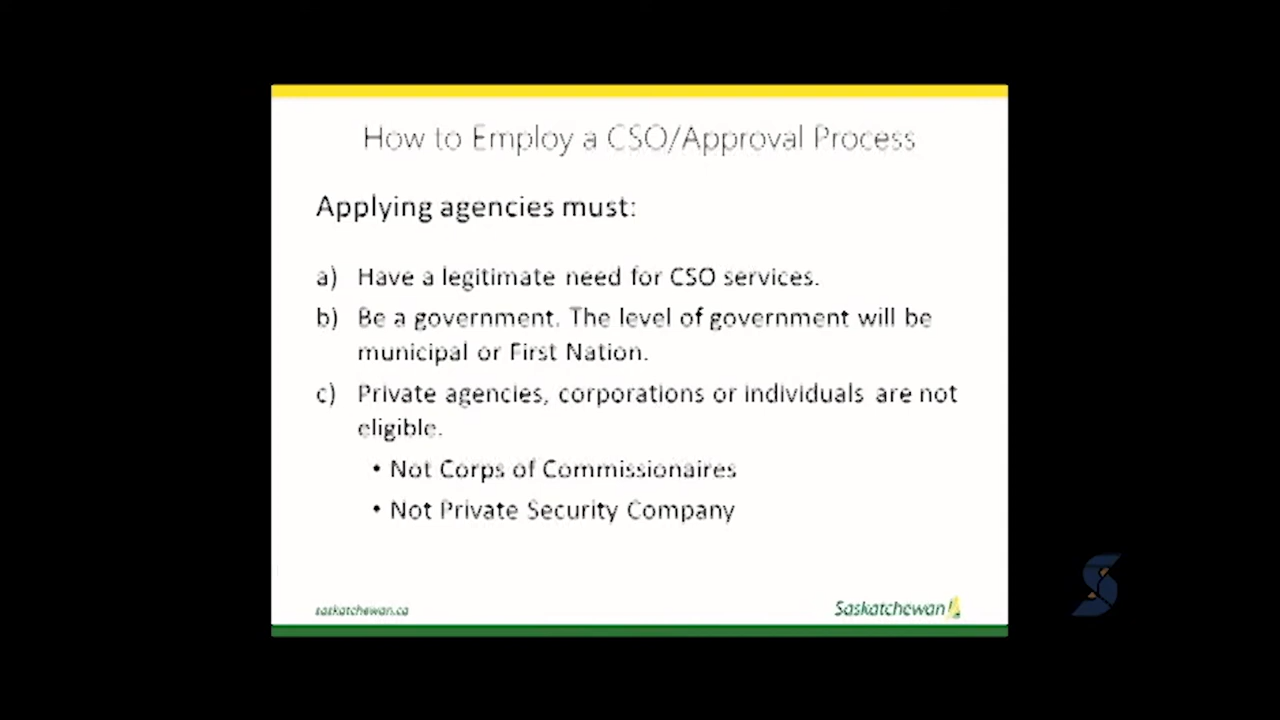 How to Employ a CSO/Approval Process
Applying agencies must:
a) Have a legitimate need for CSO services.
b) Be a government. The level of government will be
municipal or First Nation.
c) Private agencies, corporations or individuals are not
eligible.
• Not Corps of Commissionaires
• Not Private Security Company
saskatchewan.ca
Saskatchewan